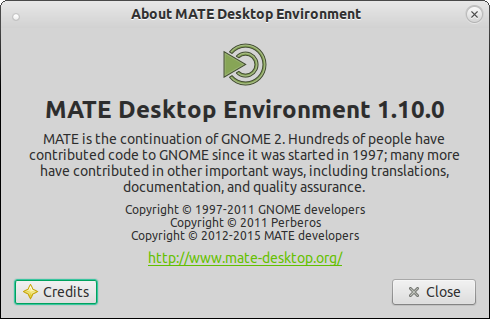 About MATE Desktop Environment
MATE Desktop Environment 1.10.0
MATE is the continuation of GNOME 2. Hundreds of people have
contributed code to GNOME since it was started in 1997; many more
have contributed in other important ways, including translations,
documentation, and quality assurance.
Copyright © 1997-2011 GNOME developers
Copyright © 2011 Perberos
Copyright © 2012-2015 MATE developers
http://www.mate-desktop.org/
Credits
Close